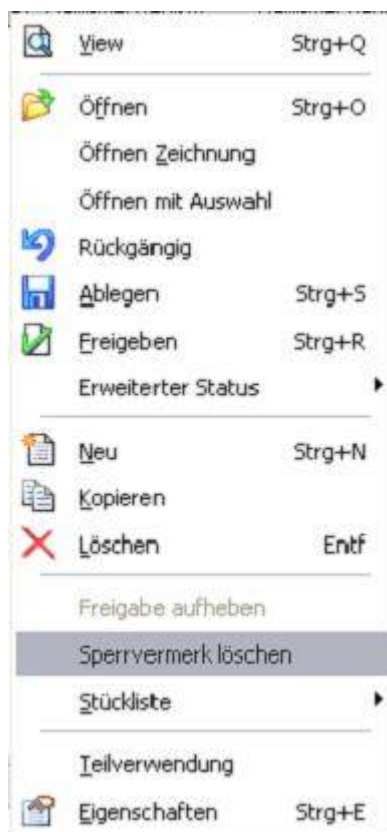 View Strg+Q
Öffnen Strg+O
Öffnen Zeichnung
Öffnen mit Auswahl
Rückgängig
Ablegen Strg+S
Freigeben Strg+R
Erweiterter Status
Neu Strg+N
Kopieren
Löschen Entf
Freigabe aufheben
Sperrvermerk löschen
Stückliste
Teilverwendung
Eigenschaften Strg+E